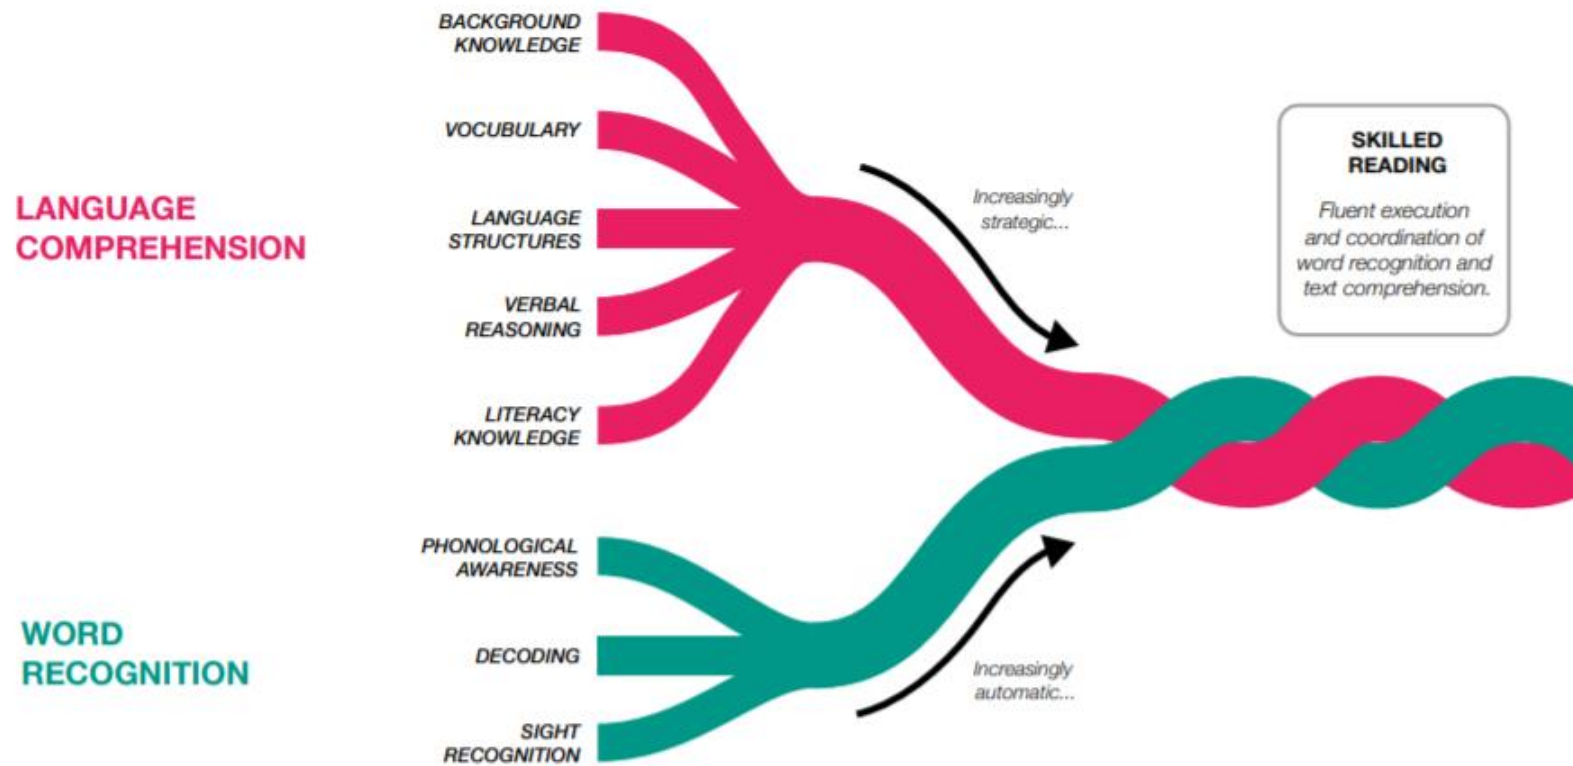 LANGUAGE
COMPREHENSION
BACKGROUND
KNOWLEDGE
VOCUBULARY
LANGUAGE
STRUCTURES
VERBAL
REASONING
LITERACY
KNOWLEDGE
Increasingly
strategic...
WORD
RECOGNITION
PHONOLOGICAL
AWARENESS
DECODING
SIGHT
RECOGNITION
Increasingly
automatic...
SKILLED
READING
Fluent execution
and coordination of
word recognition and
text comprehension.